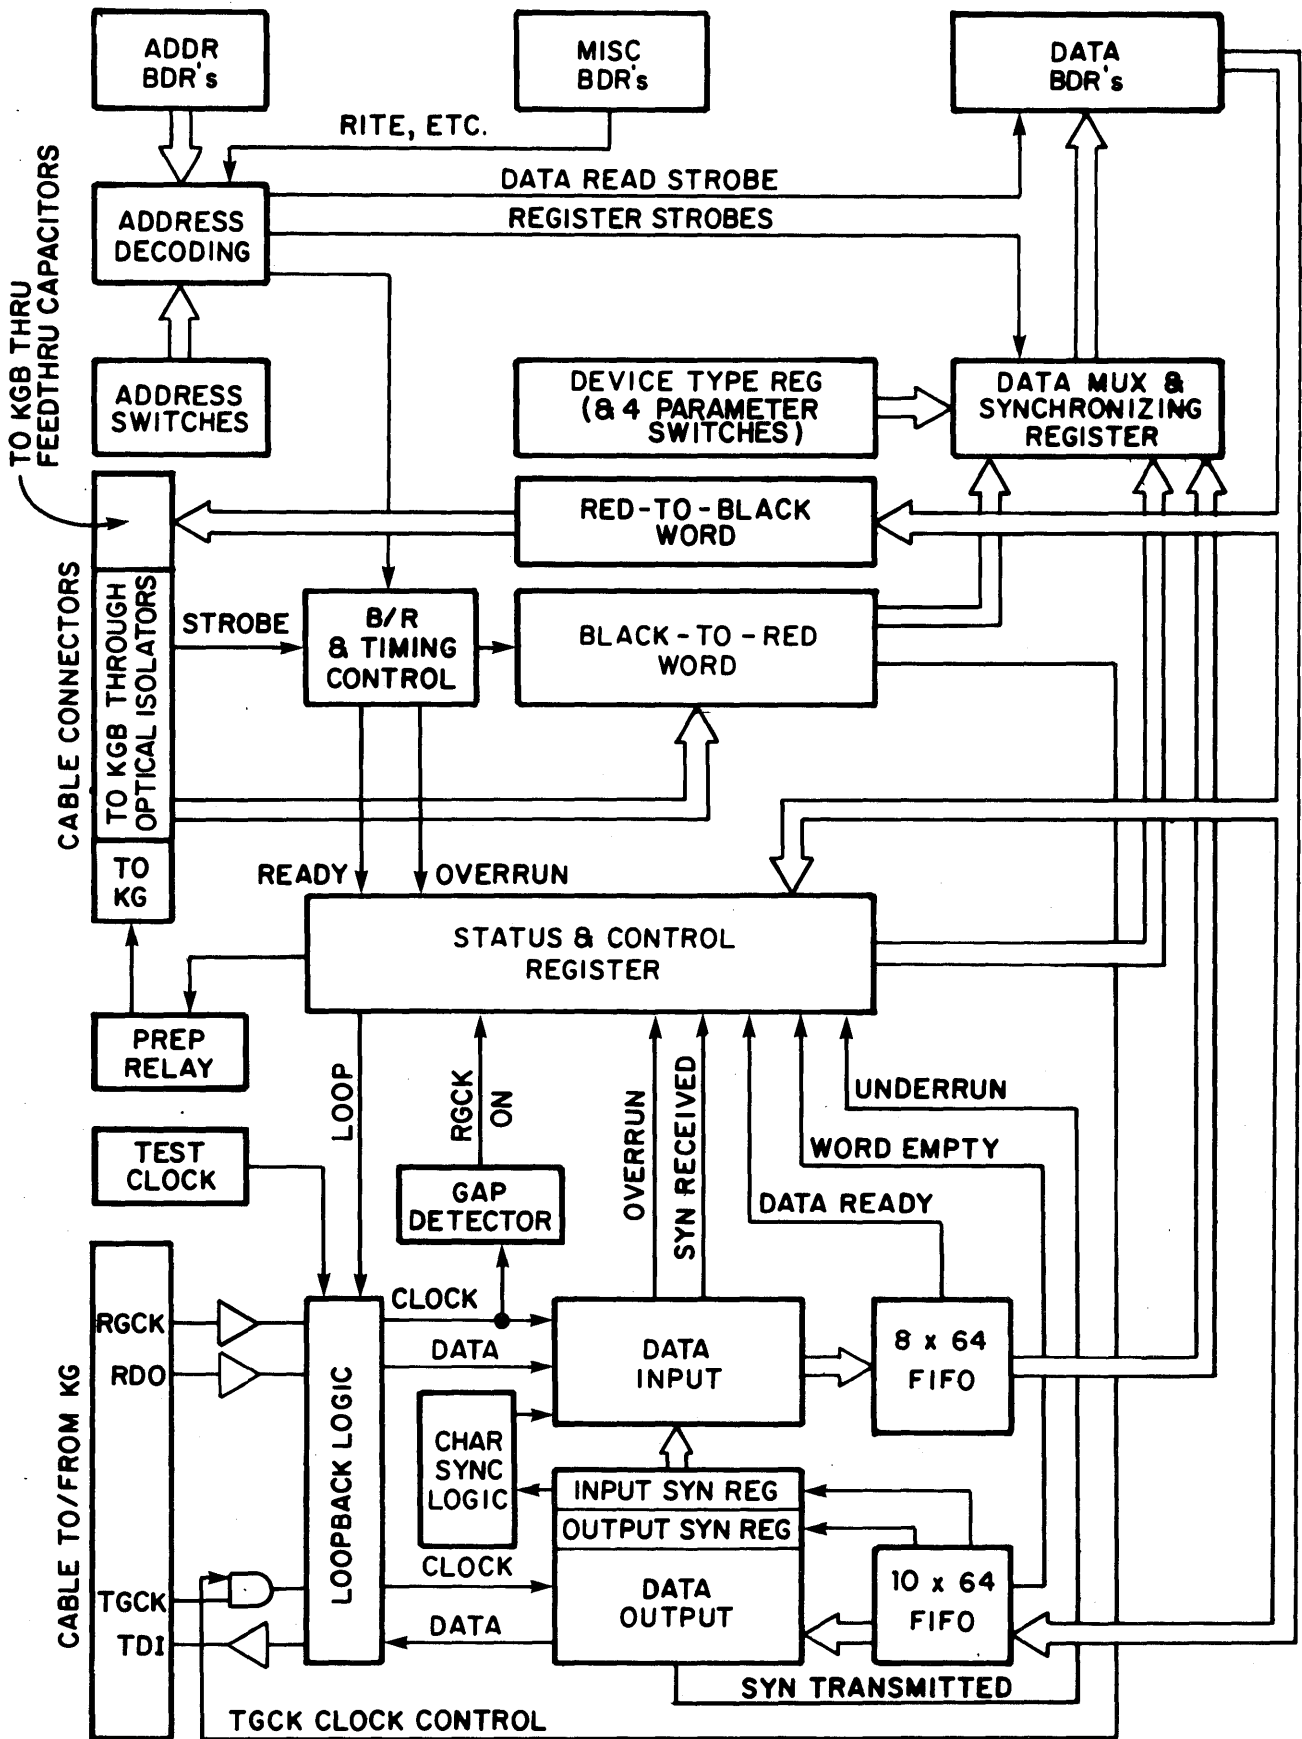 ADDR
BDR's
MISC
BDR's
DATA
BDR's
RITE, ETC.
DATA READ STROBE
REGISTER STROBES
ADDRESS
DECODING
TO KGB THRU
FEEDTHRU CAPACITORS
ADDRESS
SWITCHES
DEVICE TYPE REG
(& 4 PARAMETER
SWITCHES)
DATA MUX &
SYNCHRONIZING
REGISTER
RED-TO-BLACK
WORD
CABLE CONNECTORS
TO KGB THROUGH
OPTICAL ISOLATORS
STROBE
B/R
& TIMING
CONTROL
BLACK-TO-RED
WORD
TO
KG
READY
OVERRUN
STATUS & CONTROL
REGISTER
PREP
RELAY
LOOP
RGCK
ON
OVERRUN
SYN RECEIVED
UNDERRUN
WORD EMPTY
DATA READY
TEST
CLOCK
GAP
DETECTOR
CABLE TO/FROM KG
RGCK
RDO
TGCK
TDI
LOOPBACK LOGIC
CLOCK
DATA
DATA
INPUT
8 x 64
FIFO
CHAR
SYNC
LOGIC
INPUT SYN REG
OUTPUT SYN REG
CLOCK
DATA
DATA
OUTPUT
10 x 64
FIFO
SYN TRANSMITTED
TGCK CLOCK CONTROL